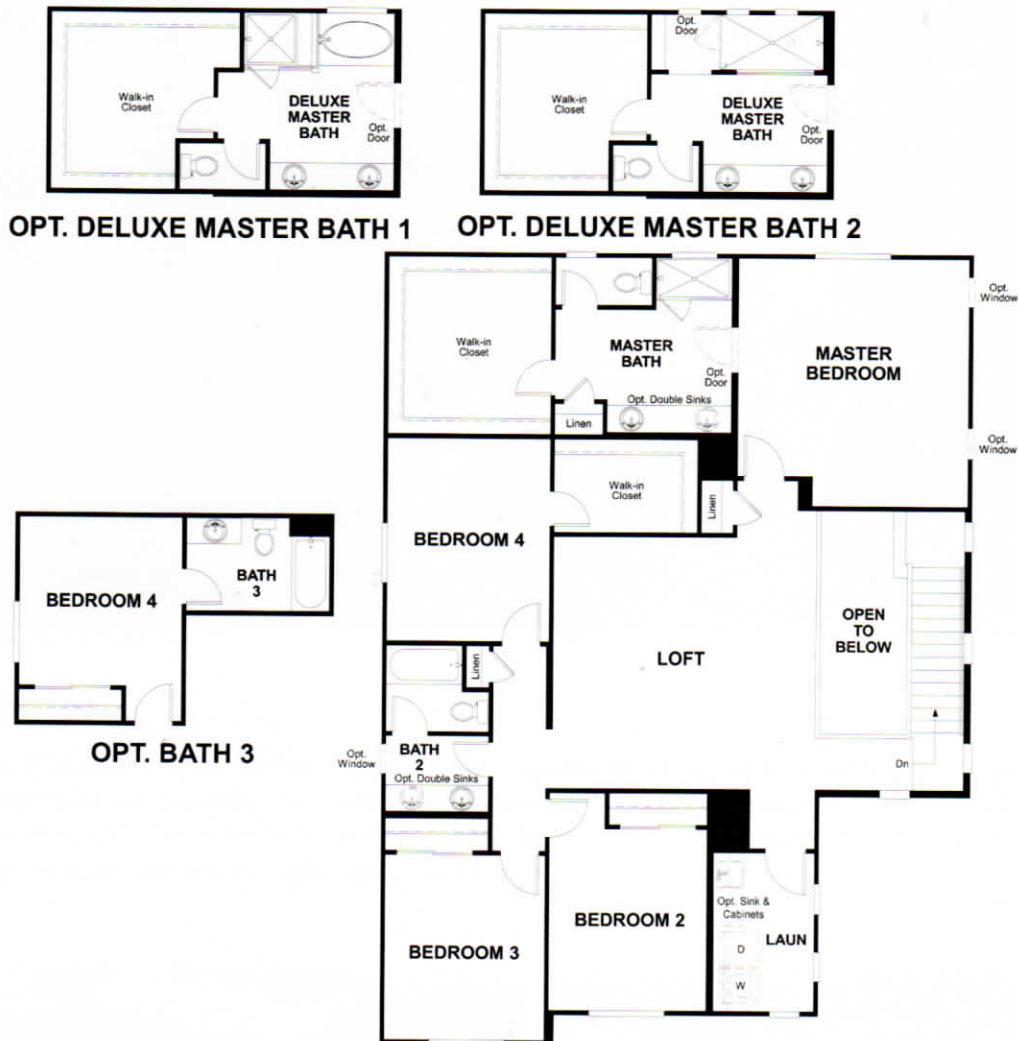 Walk-in
Closet
DELUXE
MASTER
BATH
Opt.
Door
OPT. DELUXE MASTER BATH 1
Opt.
Door
Walk-in
Closet
DELUXE
MASTER
BATH
Opt.
Door
OPT. DELUXE MASTER BATH 2
Walk-in
Closet
MASTER
BATH
Opt.
Door
Opt. Double Sinks
Linen
MASTER
BEDROOM
Opt.
Window
Opt.
Window
Walk-in
Closet
Linen
BEDROOM 4
BEDROOM 4
BATH
3
OPT. BATH 3
LOFT
OPEN
TO
BELOW
Dn
Linen
Opt.
Window
BATH
2
Opt. Double Sinks
BEDROOM 3
BEDROOM 2
Opt. Sink &
Cabinets
LAUN
D
W